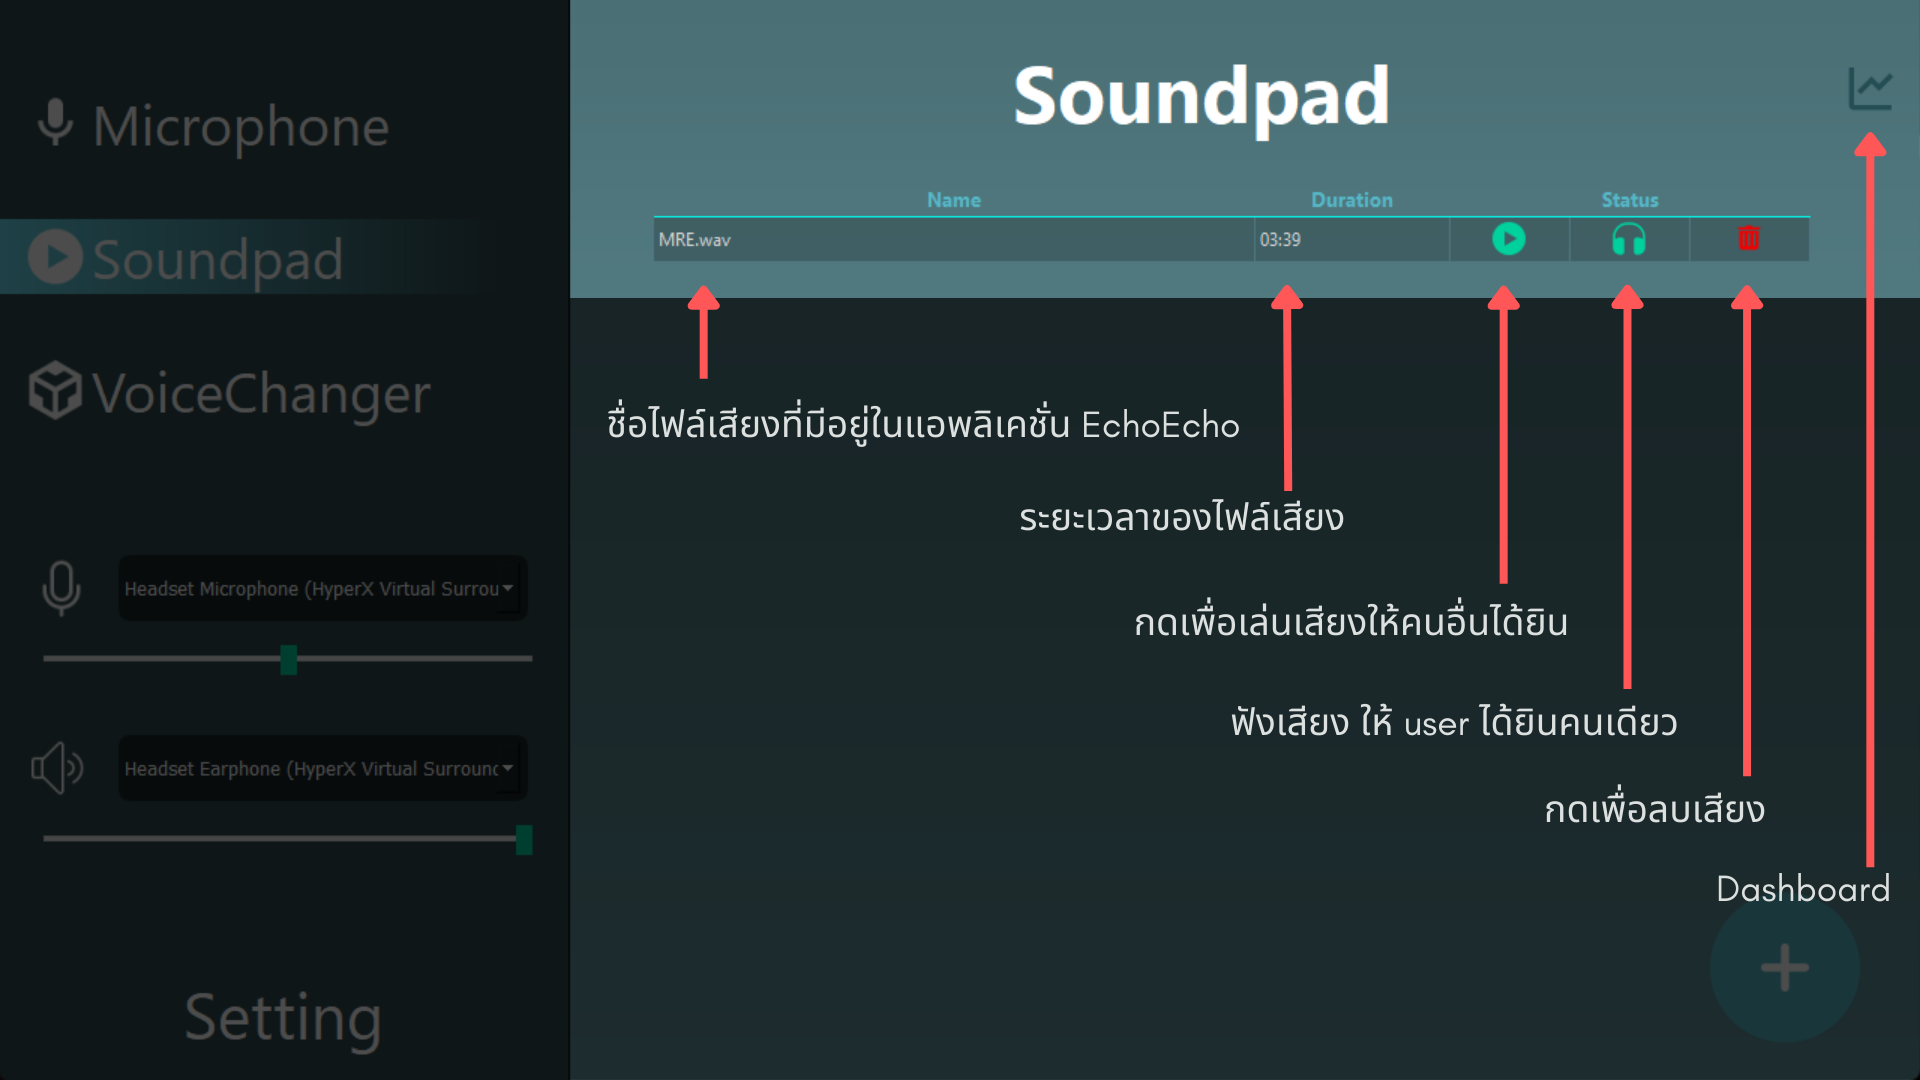 Microphone
Soundpad
VoiceChanger
Headset Microphone (HyperX Virtual Surrou
Headset Earphone (HyperX Virtual Surround
Setting
Soundpad
Name Duration Status
MRE.wav 03:39
ชื่อไฟล์เสียงที่มีอยู่ในแอพลิเคชั่น EchoEcho
ระยะเวลาของไฟล์เสียง
กดเพื่อเล่นเสียงให้คนอื่นได้ยิน
ฟังเสียง ให้ user ได้ยินคนเดียว
กดเพื่อลบเสียง
Dashboard